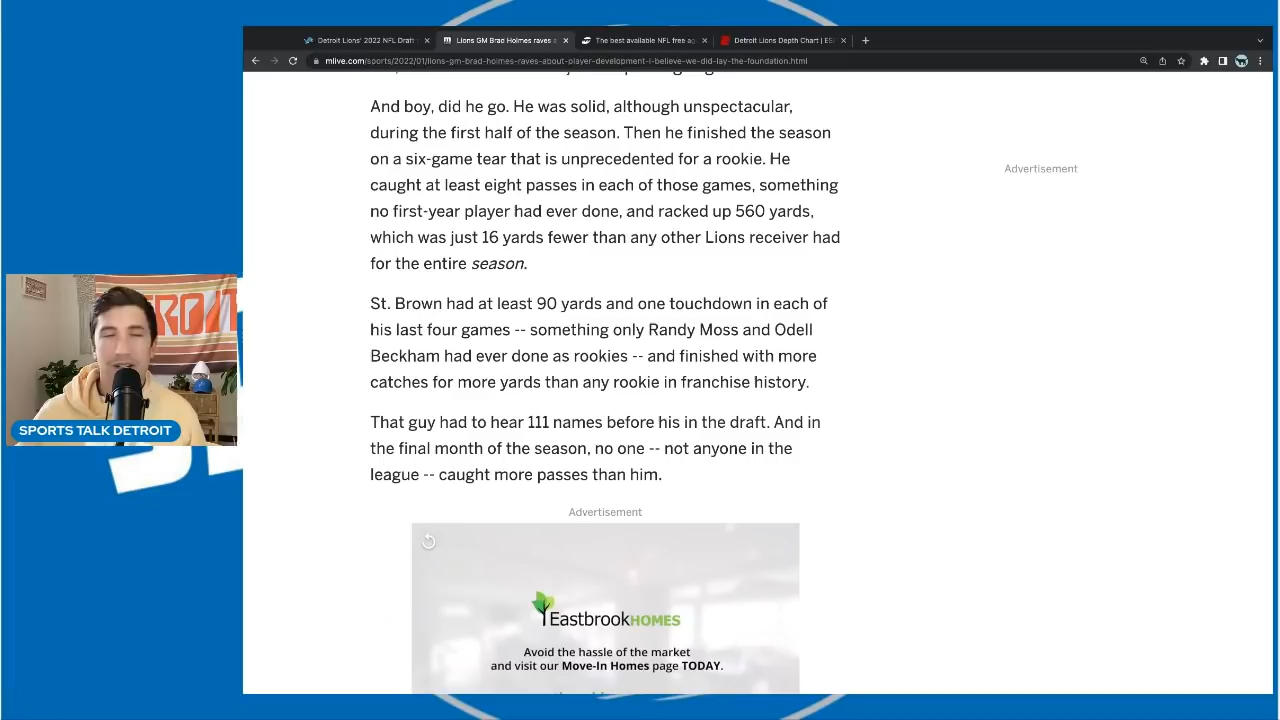 Detroit Lions' 2022 NFL Draft
Lions GM Brad Holmes raves a
The best available NFL free ag
Detroit Lions Depth Chart | ES
mlive.com/sports/2022/01/lions-gm-brad-holmes-raves-about-player-development-i-believe-we-did-lay-the-foundation.html
And boy, did he go. He was solid, although unspectacular,
during the first half of the season. Then he finished the season
on a six-game tear that is unprecedented for a rookie. He
caught at least eight passes in each of those games, something
no first-year player had ever done, and racked up 560 yards,
which was just 16 yards fewer than any other Lions receiver had
for the entire season.
St. Brown had at least 90 yards and one touchdown in each of
his last four games -- something only Randy Moss and Odell
Beckham had ever done as rookies -- and finished with more
catches for more yards than any rookie in franchise history.
That guy had to hear 111 names before his in the draft. And in
the final month of the season, no one -- not anyone in the
league -- caught more passes than him.
Advertisement
EastbrookHOMES
Avoid the hassle of the market
and visit our Move-In Homes page TODAY.
Advertisement
SPORTS TALK DETROIT